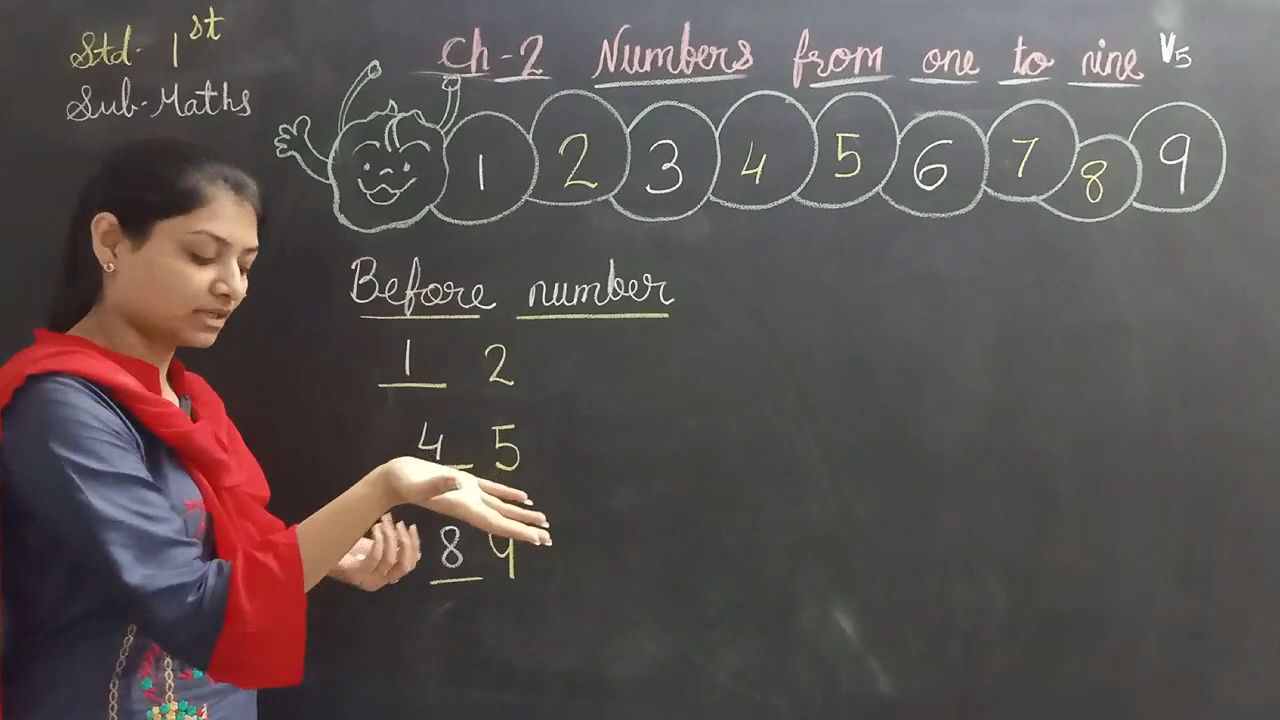 Std- 1st
Sub-Maths
Ch-2 Numbers from one to nine V5
1 2 3 4 5 6 7 8 9
Before number
1 2
4 5
8